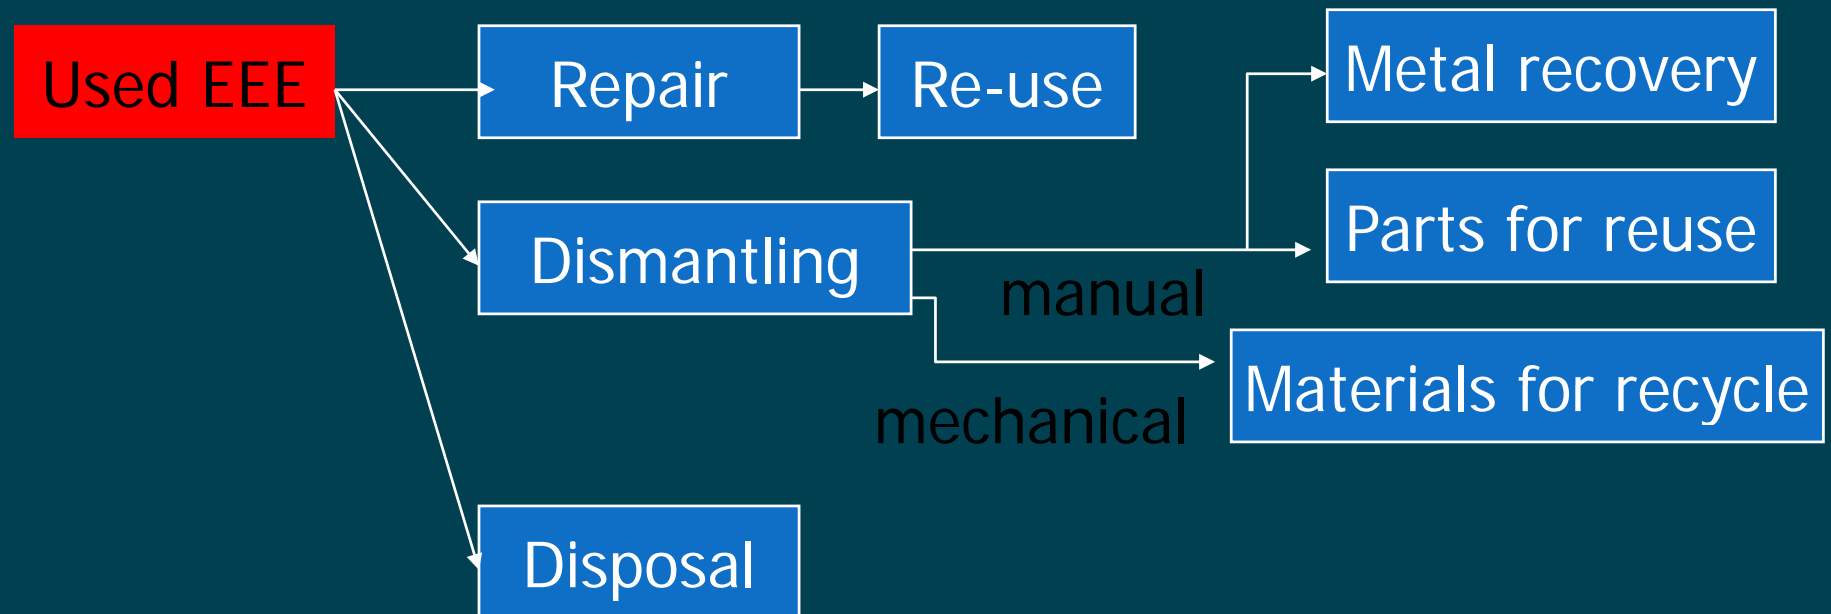 Used EEE
Repair
Re-use
Metal recovery
Parts for reuse
Dismantling
manual
Materials for recycle
mechanical
Disposal